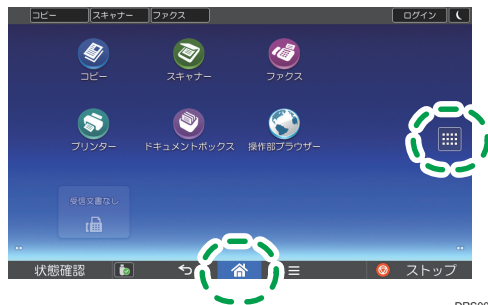 コピー スキャナー ファクス ログイン
コピー スキャナー ファクス
プリンター ドキュメントボックス 操作部ブラウザー
受信文書なし
状態確認 ストップ